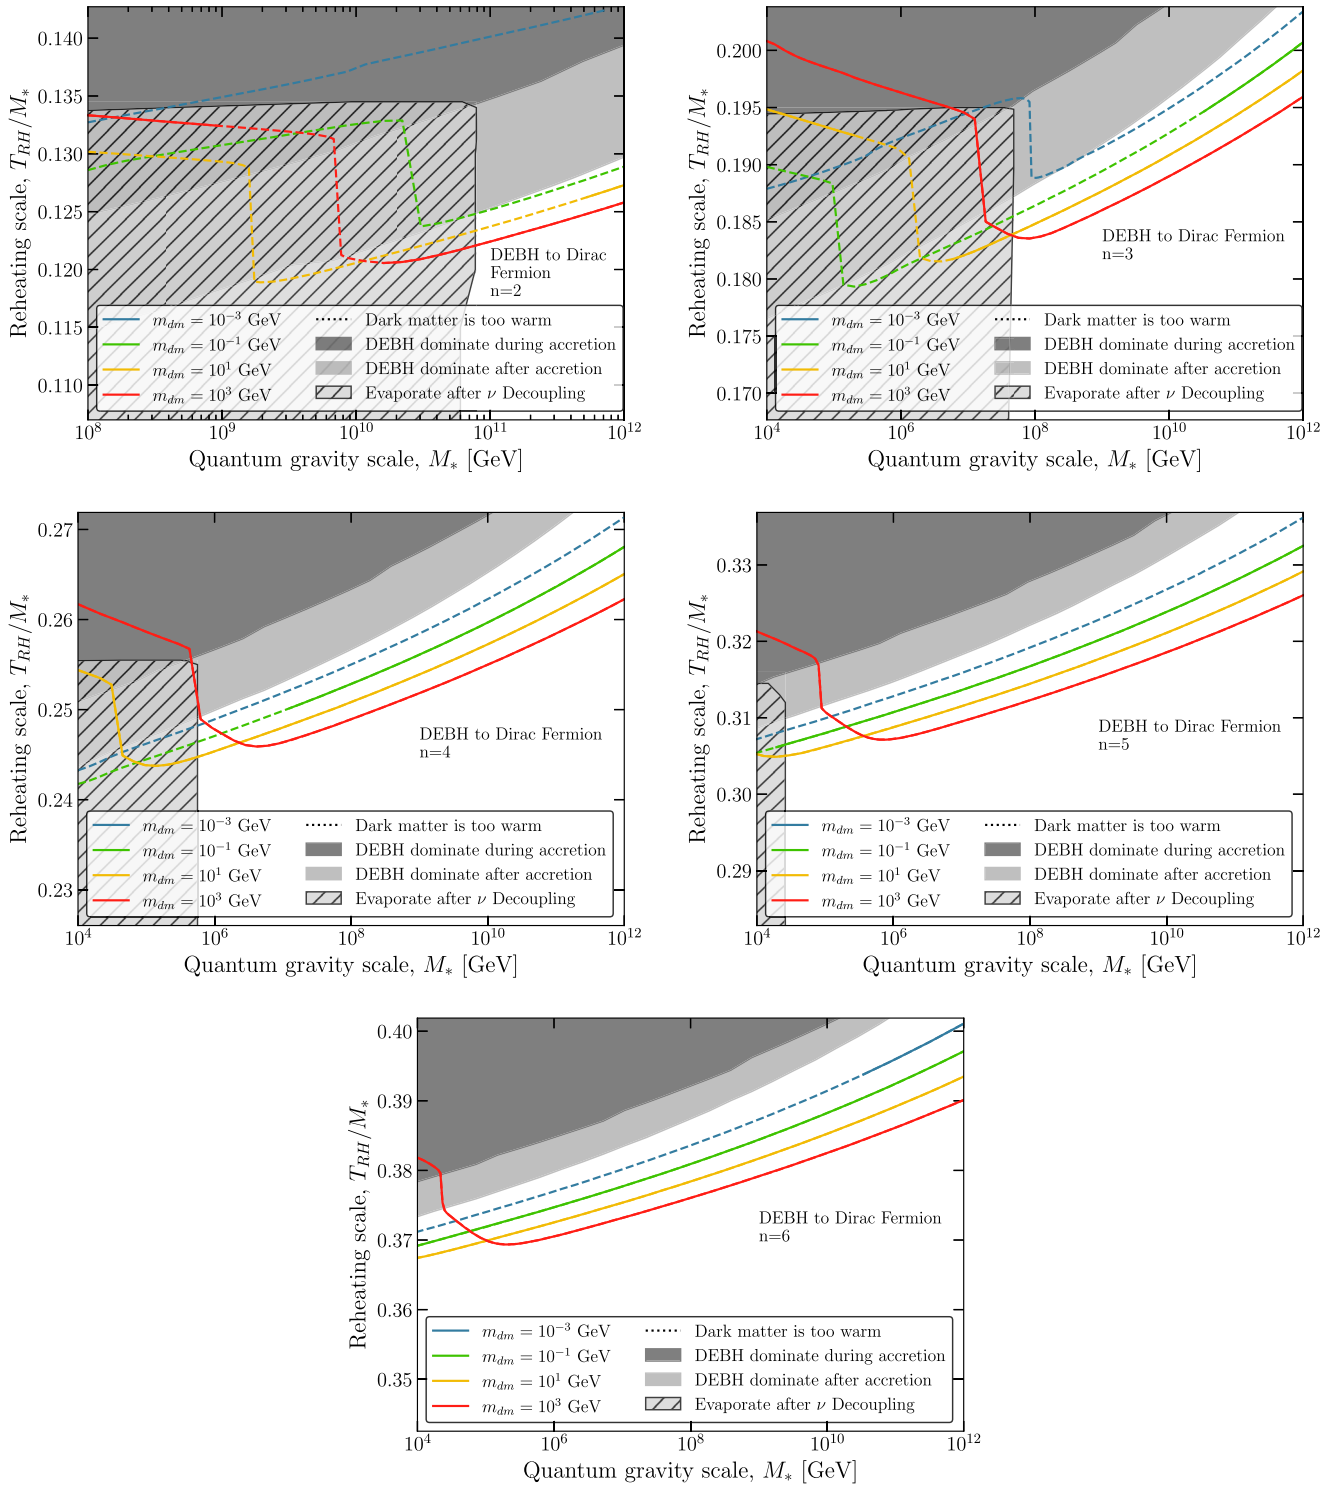 0.140
0.135
0.130
0.125
0.120
0.115
0.110
Reheating scale, T_{RH}/M_*
DEBH to Dirac
Fermion
n=2
m_{dm} = 10^{-3} GeV
m_{dm} = 10^{-1} GeV
m_{dm} = 10^{1} GeV
m_{dm} = 10^{3} GeV
Dark matter is too warm
DEBH dominate during accretion
DEBH dominate after accretion
Evaporate after ν Decoupling
10^8 10^9 10^{10} 10^{11} 10^{12}
Quantum gravity scale, M_* [GeV]
0.200
0.195
0.190
0.185
0.180
0.175
0.170
Reheating scale, T_{RH}/M_*
DEBH to Dirac Fermion
n=3
m_{dm} = 10^{-3} GeV
m_{dm} = 10^{-1} GeV
m_{dm} = 10^{1} GeV
m_{dm} = 10^{3} GeV
Dark matter is too warm
DEBH dominate during accretion
DEBH dominate after accretion
Evaporate after ν Decoupling
10^4 10^6 10^8 10^{10} 10^{12}
Quantum gravity scale, M_* [GeV]
0.27
0.26
0.25
0.24
0.23
Reheating scale, T_{RH}/M_*
DEBH to Dirac Fermion
n=4
m_{dm} = 10^{-3} GeV
m_{dm} = 10^{-1} GeV
m_{dm} = 10^{1} GeV
m_{dm} = 10^{3} GeV
Dark matter is too warm
DEBH dominate during accretion
DEBH dominate after accretion
Evaporate after ν Decoupling
10^4 10^6 10^8 10^{10} 10^{12}
Quantum gravity scale, M_* [GeV]
0.33
0.32
0.31
0.30
0.29
Reheating scale, T_{RH}/M_*
DEBH to Dirac Fermion
n=5
m_{dm} = 10^{-3} GeV
m_{dm} = 10^{-1} GeV
m_{dm} = 10^{1} GeV
m_{dm} = 10^{3} GeV
Dark matter is too warm
DEBH dominate during accretion
DEBH dominate after accretion
Evaporate after ν Decoupling
10^4 10^6 10^8 10^{10} 10^{12}
Quantum gravity scale, M_* [GeV]
0.40
0.39
0.38
0.37
0.36
0.35
Reheating scale, T_{RH}/M_*
DEBH to Dirac Fermion
n=6
m_{dm} = 10^{-3} GeV
m_{dm} = 10^{-1} GeV
m_{dm} = 10^{1} GeV
m_{dm} = 10^{3} GeV
Dark matter is too warm
DEBH dominate during accretion
DEBH dominate after accretion
Evaporate after ν Decoupling
10^4 10^6 10^8 10^{10} 10^{12}
Quantum gravity scale, M_* [GeV]